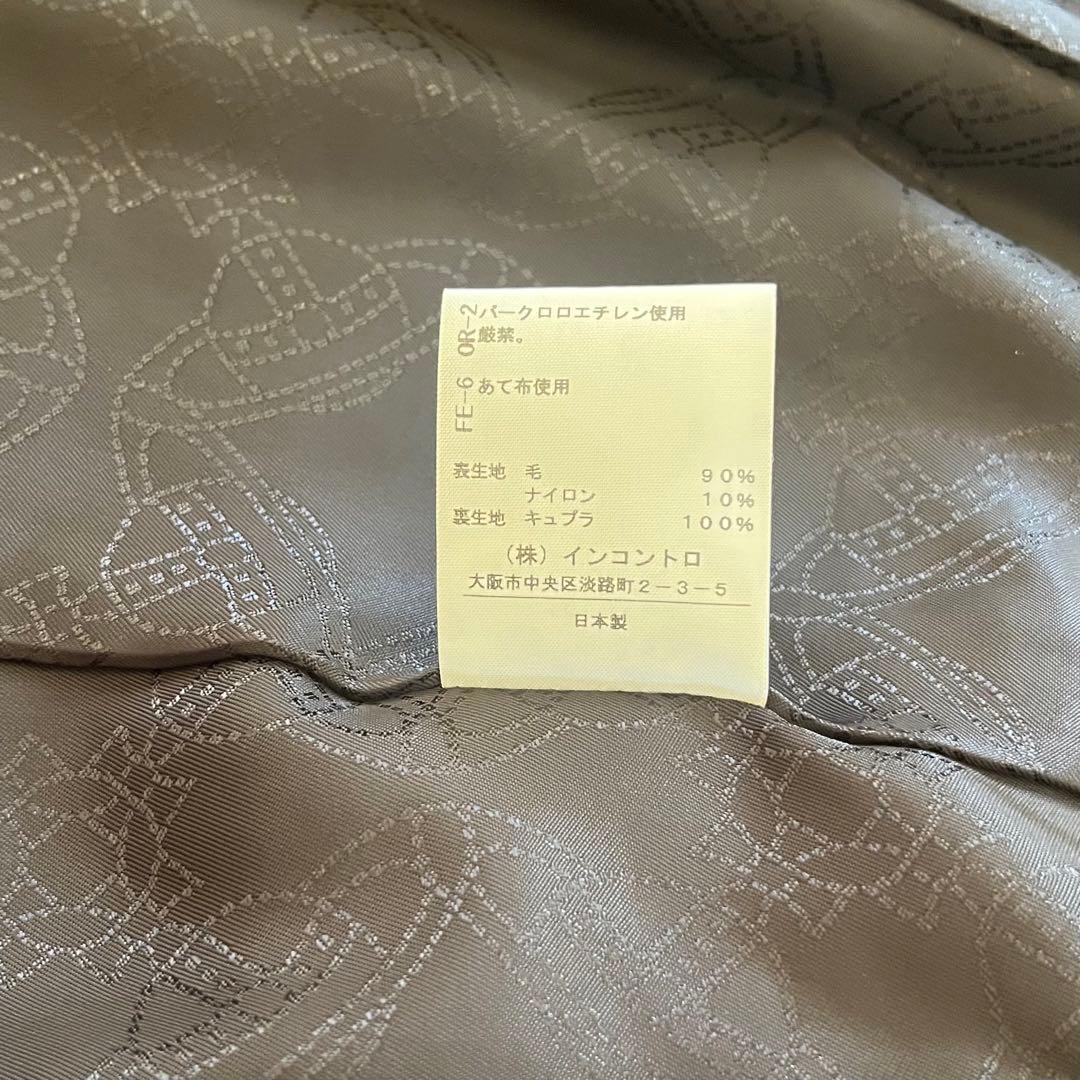 OR-2 パークロロエチレン使用
厳禁。
FE-6 あて布使用
表生地 毛 90%
ナイロン 10%
裏生地 キュプラ 100%
(株)インコントロ
大阪市中央区淡路町2-3-5
日本製